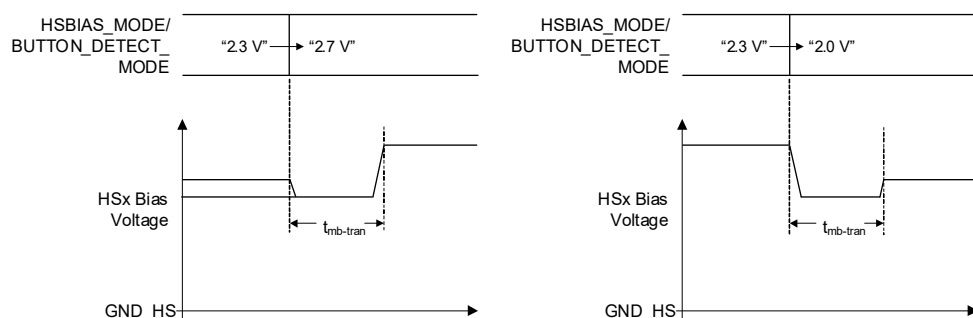 HSBIAS_MODE/
BUTTON_DETECT_
MODE
“2.3 V”
“2.7 V”
HSx Bias
Voltage
tmb-tran
GND_HS
HSBIAS_MODE/
BUTTON_DETECT_
MODE
“2.3 V”
“2.0 V”
HSx Bias
Voltage
tmb-tran
GND_HS